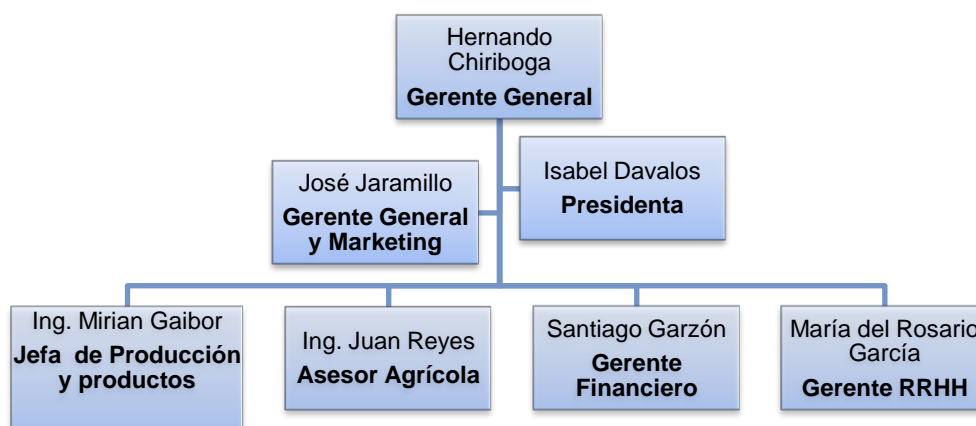 Hernando
Chiriboga
Gerente General
Isabel Davalos
Presidenta
José Jaramillo
Gerente General
y Marketing
Ing. Mirian Gaibor
Jefa de Producción
y productos
Ing. Juan Reyes
Asesor Agrícola
Santiago Garzón
Gerente
Financiero
María del Rosario
García
Gerente RRHH